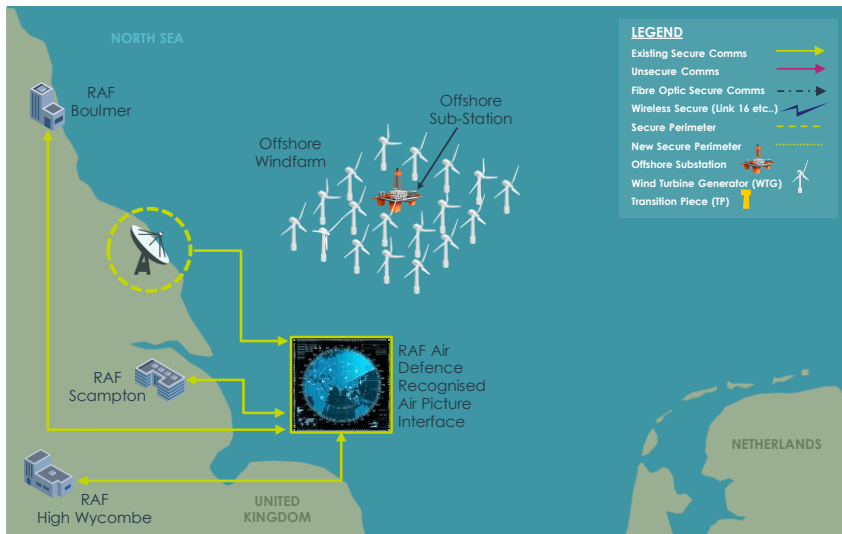 NORTH SEA
RAF
Boulmer
Offshore
Sub-Station
Offshore
Windfarm
LEGEND
Existing Secure Comms
Unsecure Comms
Fibre Optic Secure Comms
Wireless Secure (Link 16 etc..)
Secure Perimeter
New Secure Perimeter
Offshore Substation
Wind Turbine Generator (WTG)
Transition Piece (TP)
RAF
Scampton
RAF Air
Defence
Recognised
Air Picture
Interface
RAF
High Wycombe
UNITED
KINGDOM
NETHERLANDS